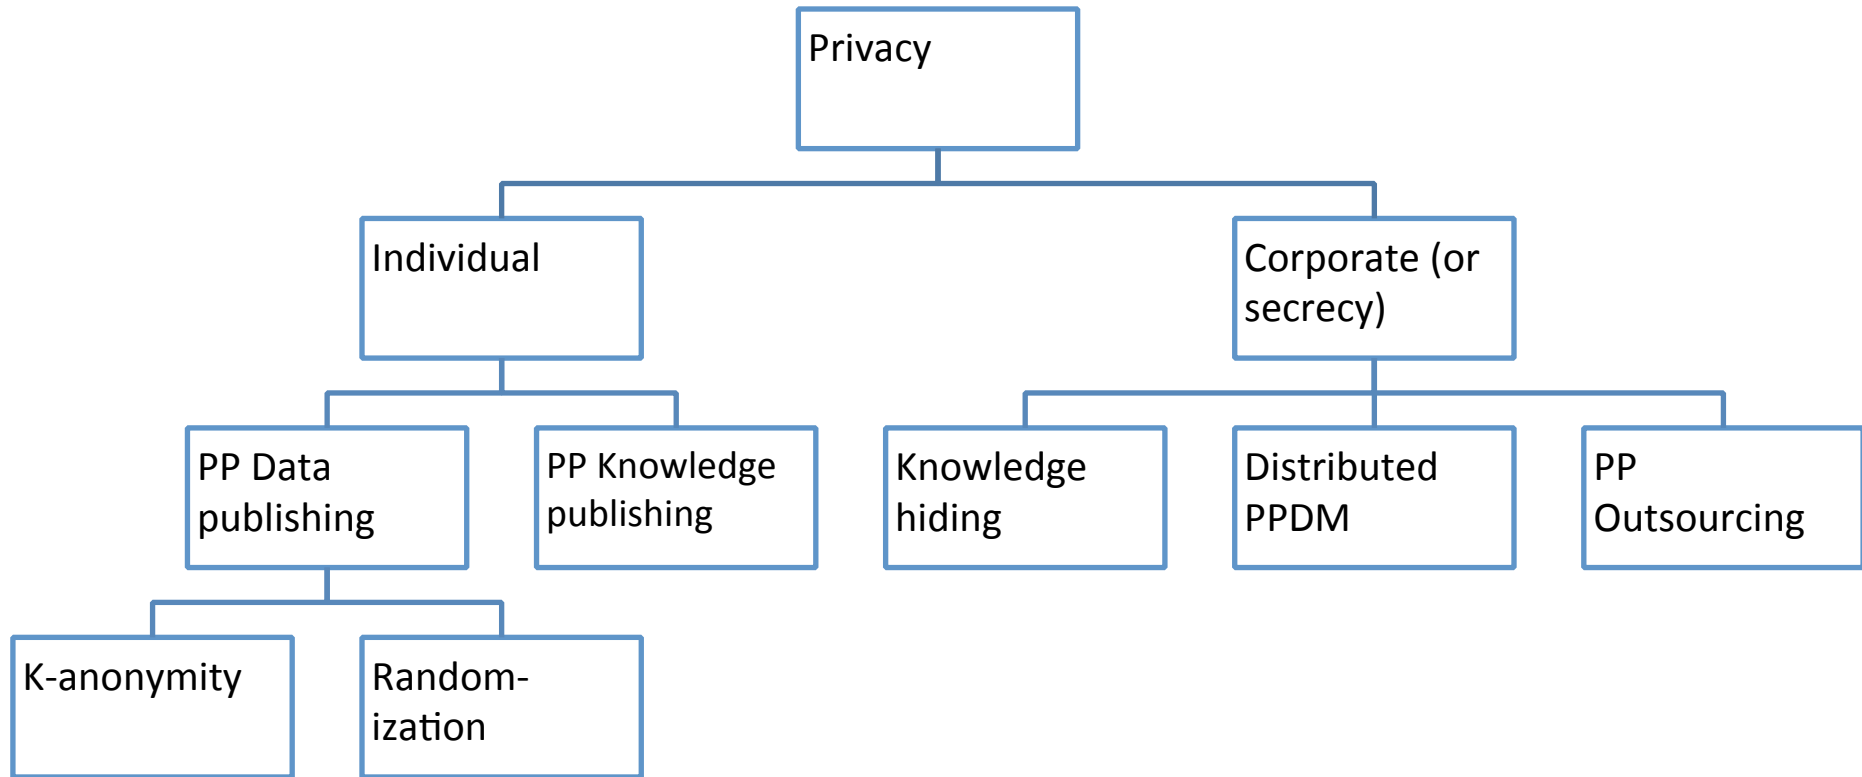 Privacy
Individual
Corporate (or
secrecy)
PP Data
publishing
PP Knowledge
publishing
Knowledge
hiding
Distributed
PPDM
PP
Outsourcing
K-anonymity
Random-
ization